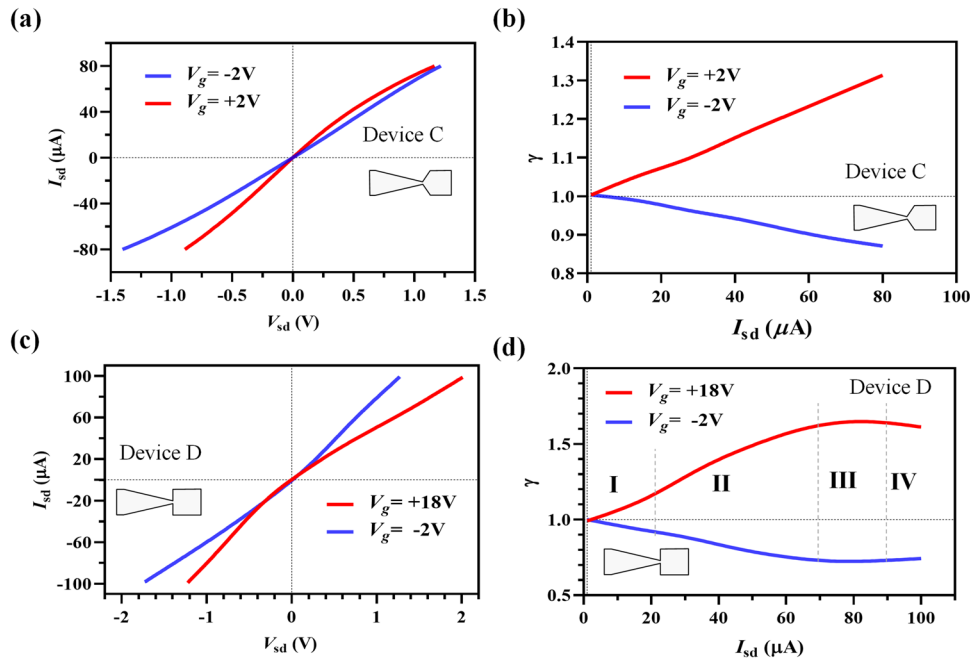 (a)
80
40
0
-40
-80
I_sd (µA)
V_g= -2V
V_g= +2V
Device C
-1.5
-1.0
-0.5
0.0
0.5
1.0
1.5
V_sd (V)
(b)
1.4
1.3
1.2
1.1
1.0
0.9
0.8
γ
V_g= +2V
V_g= -2V
Device C
0
20
40
60
80
100
I_sd (µA)
(c)
100
60
20
-20
-60
-100
I_sd (µA)
Device D
V_g= +18V
V_g= -2V
-2
-1
0
1
2
V_sd (V)
(d)
2.0
1.5
1.0
0.5
γ
V_g= +18V
V_g= -2V
Device D
I
II
III
IV
0
20
40
60
80
100
I_sd (µA)